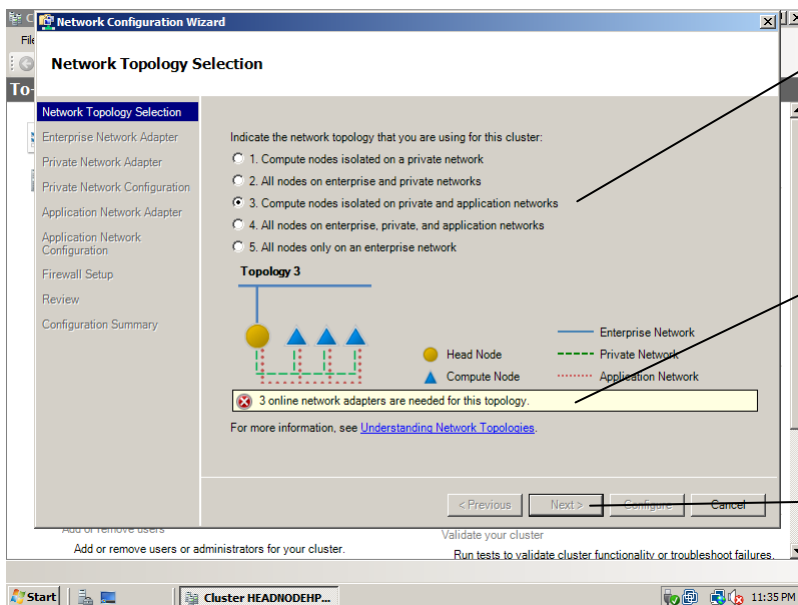 Network Configuration Wizard
File
Network Topology Selection
To-
Network Topology Selection
Enterprise Network Adapter
Private Network Adapter
Private Network Configuration
Application Network Adapter
Application Network
Configuration
Firewall Setup
Review
Configuration Summary
Indicate the network topology that you are using for this cluster:
1. Compute nodes isolated on a private network
2. All nodes on enterprise and private networks
3. Compute nodes isolated on private and application networks
4. All nodes on enterprise, private, and application networks
5. All nodes only on an enterprise network
Topology 3
Enterprise Network
Head Node
Private Network
Compute Node
Application Network
3 online network adapters are needed for this topology.
For more information, see Understanding Network Topologies.
< Previous
Next >
Configure
Cancel
Add or remove users
Validate your cluster
Add or remove users or administrators for your cluster.
Run tests to validate cluster functionality or troubleshoot failures.
Start
Cluster HEADNODEHP...
11:35 PM